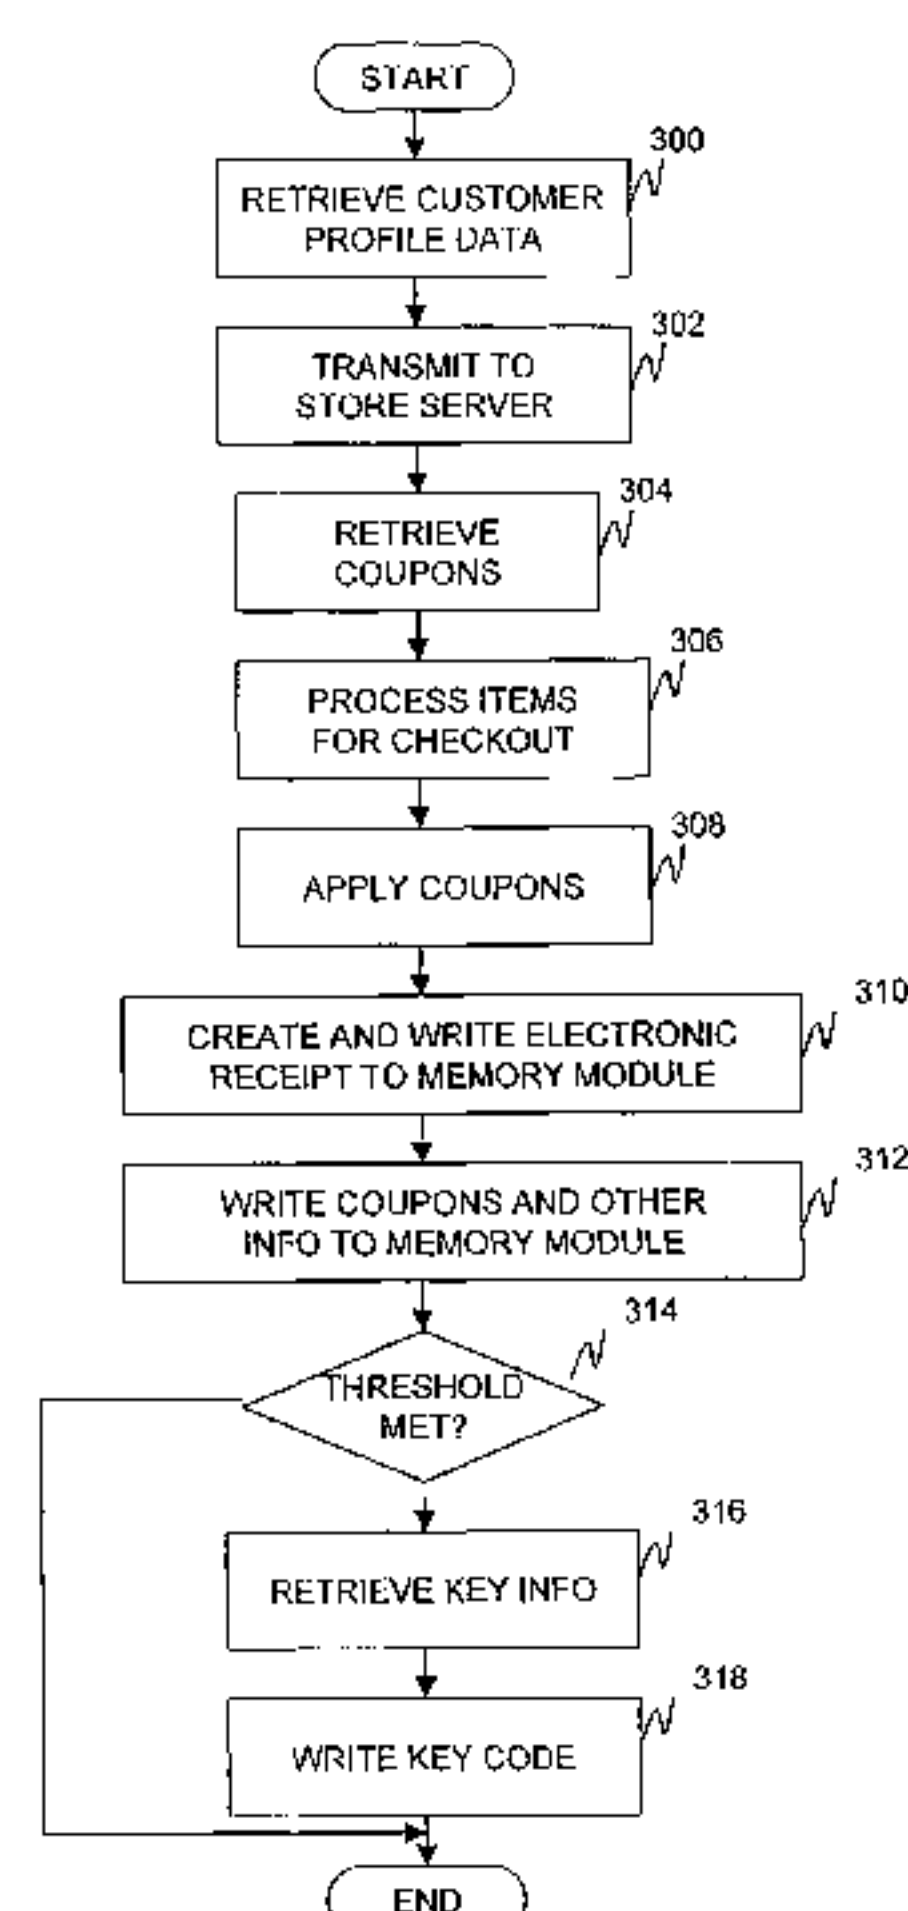 START
300
RETRIEVE CUSTOMER
PROFILE DATA
302
TRANSMIT TO
STORE SERVER
304
RETRIEVE
COUPONS
306
PROCESS ITEMS
FOR CHECKOUT
308
APPLY COUPONS
310
CREATE AND WRITE ELECTRONIC
RECEIPT TO MEMORY MODULE
312
WRITE COUPONS AND OTHER
INFO TO MEMORY MODULE
314
THRESHOLD
MET?
316
RETRIEVE KEY INFO
318
WRITE KEY CODE
END